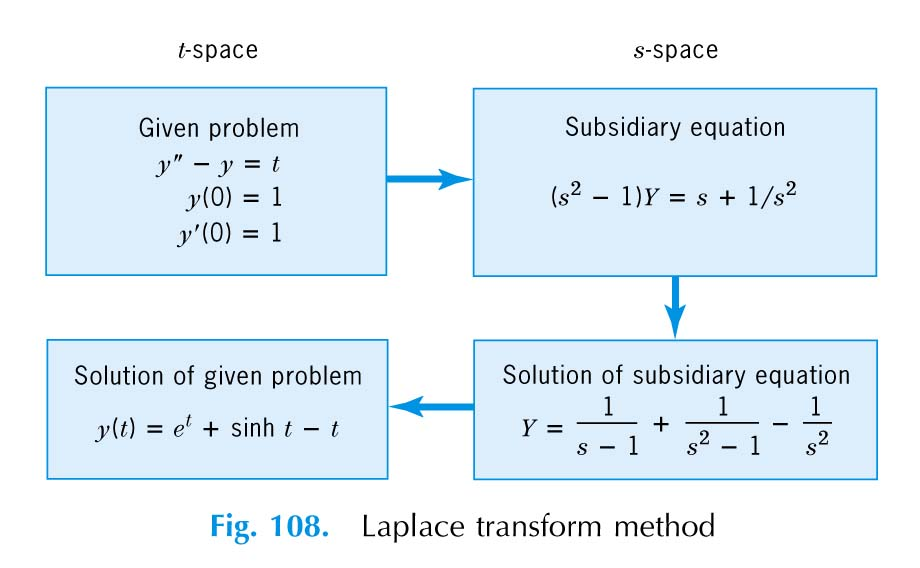 t-space
s-space
Given problem
y″ − y = t
y(0) = 1
y′(0) = 1
Subsidiary equation
(s² − 1)Y = s + 1/s²
Solution of given problem
y(t) = eᵗ + sinh t − t
Solution of subsidiary equation
Y = 1/(s − 1) + 1/(s² − 1) − 1/s²
Fig. 108. Laplace transform method